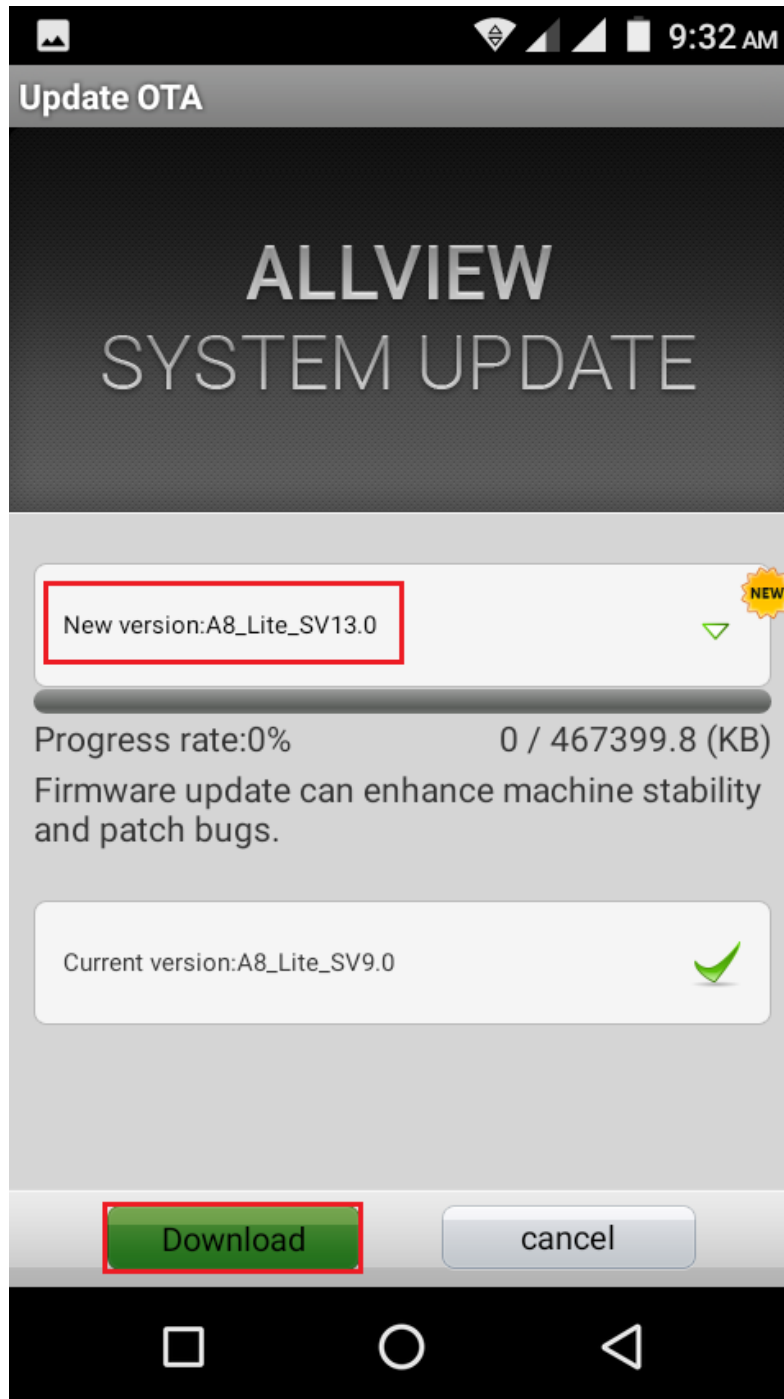 9:32 AM
Update OTA
ALLVIEW
SYSTEM UPDATE
NEW
New version:A8_Lite_SV13.0
Progress rate:0% 0 / 467399.8 (KB)
Firmware update can enhance machine stability
and patch bugs.
Current version:A8_Lite_SV9.0
Download cancel